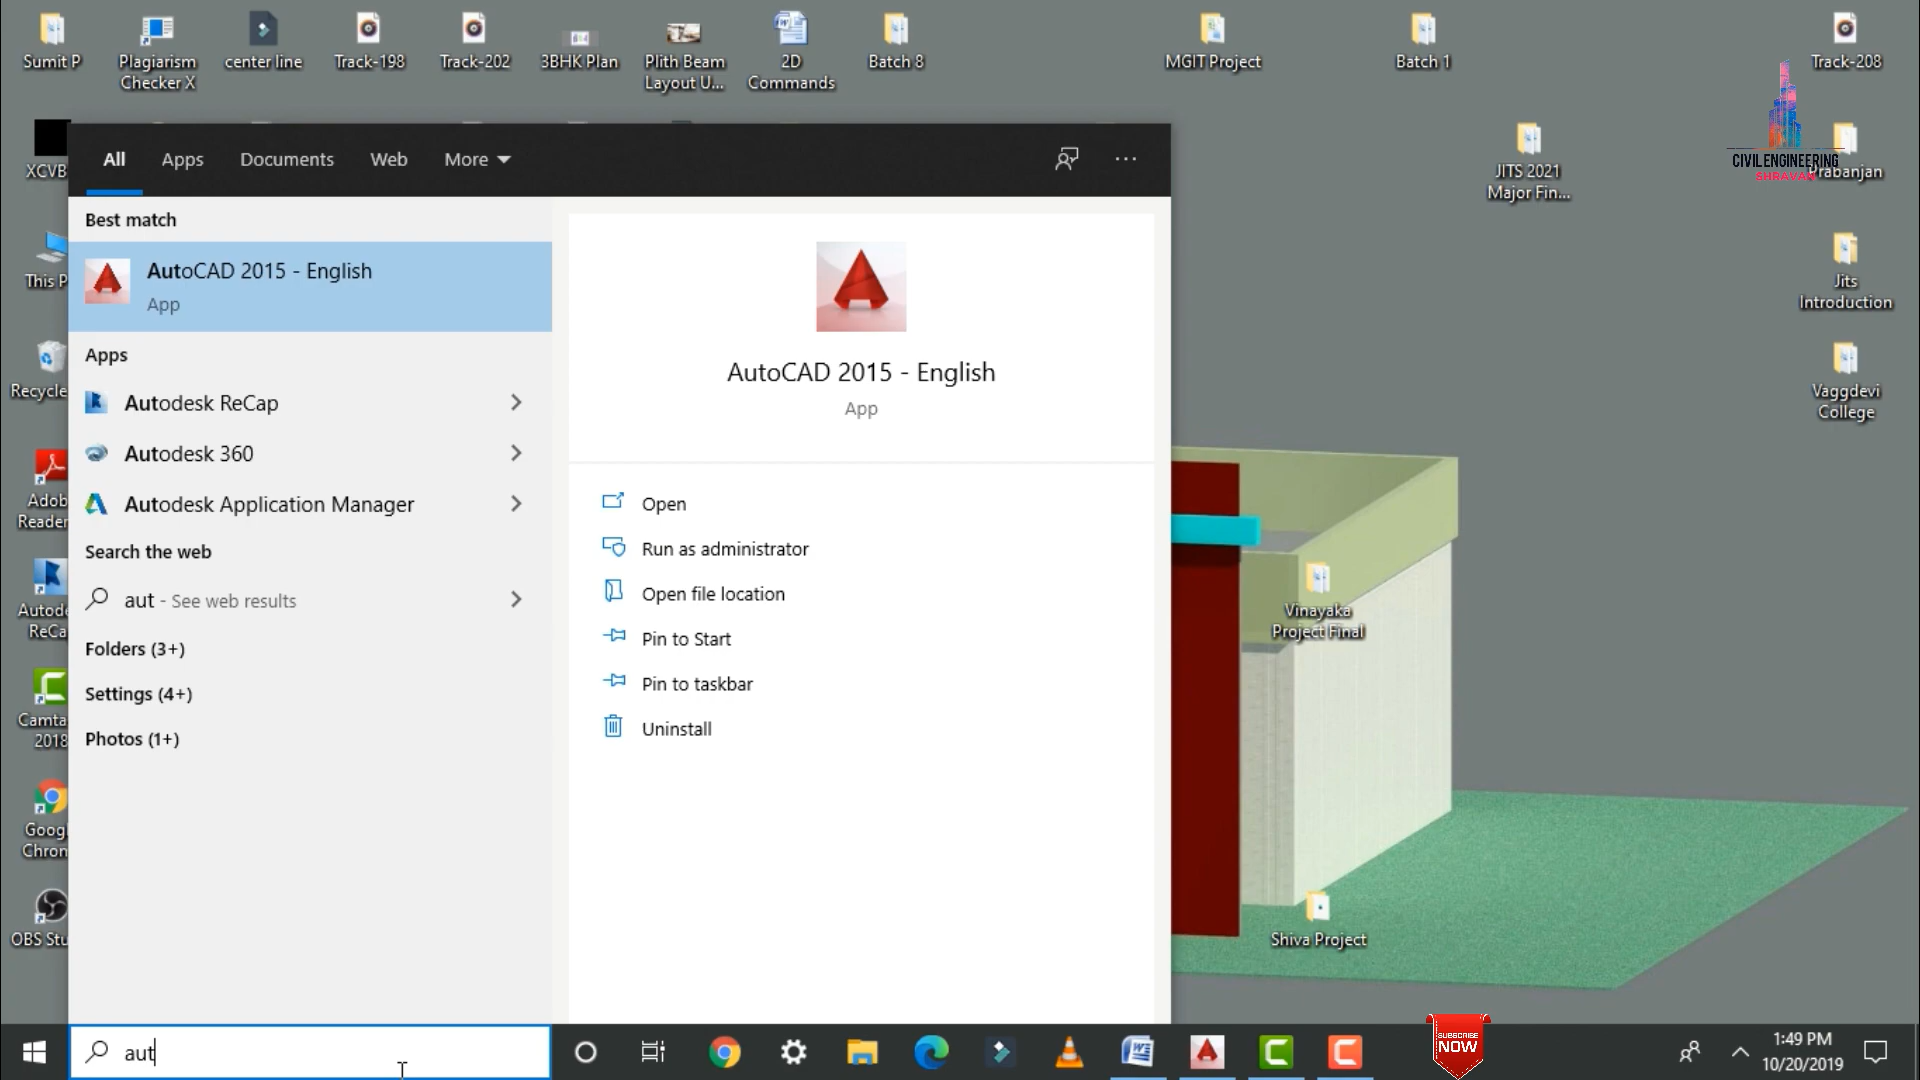 Sumit P
Plagiarism
Checker X
center line
Track-198
Track-202
3BHK Plan
Plith Beam
Layout U...
2D
Commands
Batch 8
MGIT Project
Batch 1
Track-208
XCVB
JITS 2021
Major Fin...
CIVIL ENGINEERING
SHRAVAN
Prabanjan
All
Apps
Documents
Web
More
Best match
AutoCAD 2015 - English
App
Apps
Autodesk ReCap
Autodesk 360
Autodesk Application Manager
Search the web
aut - See web results
Folders (3+)
Settings (4+)
Photos (1+)
AutoCAD 2015 - English
App
Open
Run as administrator
Open file location
Pin to Start
Pin to taskbar
Uninstall
This P
Recycle
Adob
Reader
Autode
ReCa
Camta
2018
Goog
Chron
OBS Stu
Jits
Introduction
Vaggdevi
College
Vinayaka
Project Final
Shiva Project
aut
SUBSCRIBE
NOW
1:49 PM
10/20/2019